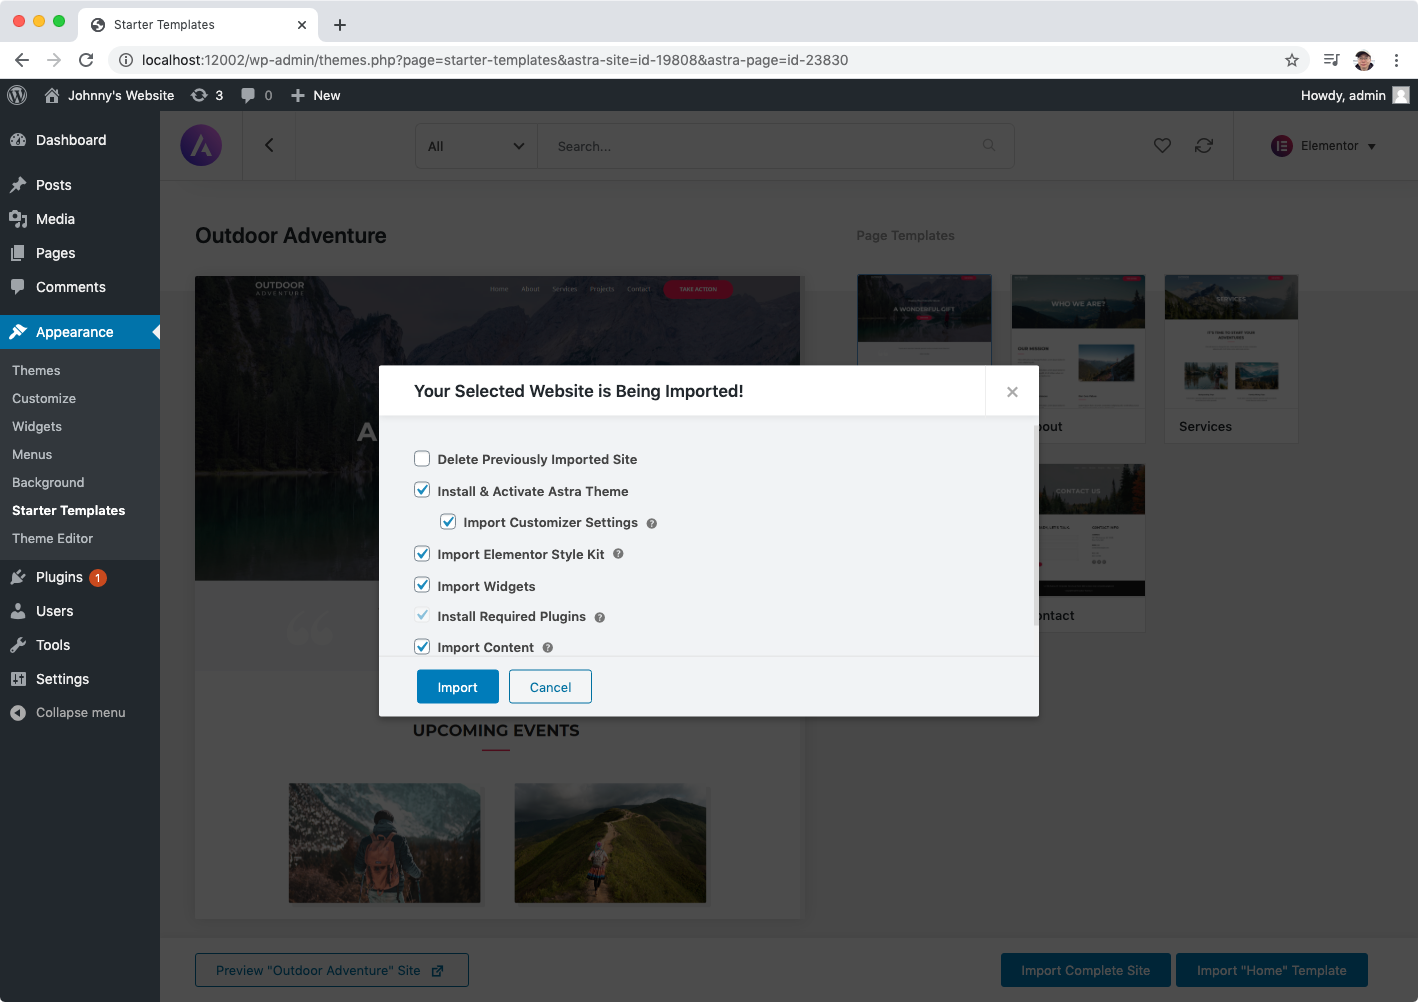 Starter Templates
localhost:12002/wp-admin/themes.php?page=starter-templates&astra-site=id-19808&astra-page=id-23830
Johnny's Website 3 0 New Howdy, admin
Dashboard
Posts
Media
Pages
Comments
Appearance
Themes
Customize
Widgets
Menus
Background
Starter Templates
Theme Editor
Plugins 1
Users
Tools
Settings
Collapse menu
All Search... Elementor
Outdoor Adventure
Page Templates
OUTDOOR
ADVENTURE
Home About Services Projects Contact TAKE ACTION
A
A WONDERFUL GIFT
WHO WE ARE?
OUR MISSION
SERVICES
bout
Services
CONTACT US
ntact
Your Selected Website is Being Imported!
Delete Previously Imported Site
Install & Activate Astra Theme
Import Customizer Settings
Import Elementor Style Kit
Import Widgets
Install Required Plugins
Import Content
Import Cancel
UPCOMING EVENTS
Preview "Outdoor Adventure" Site
Import Complete Site Import "Home" Template